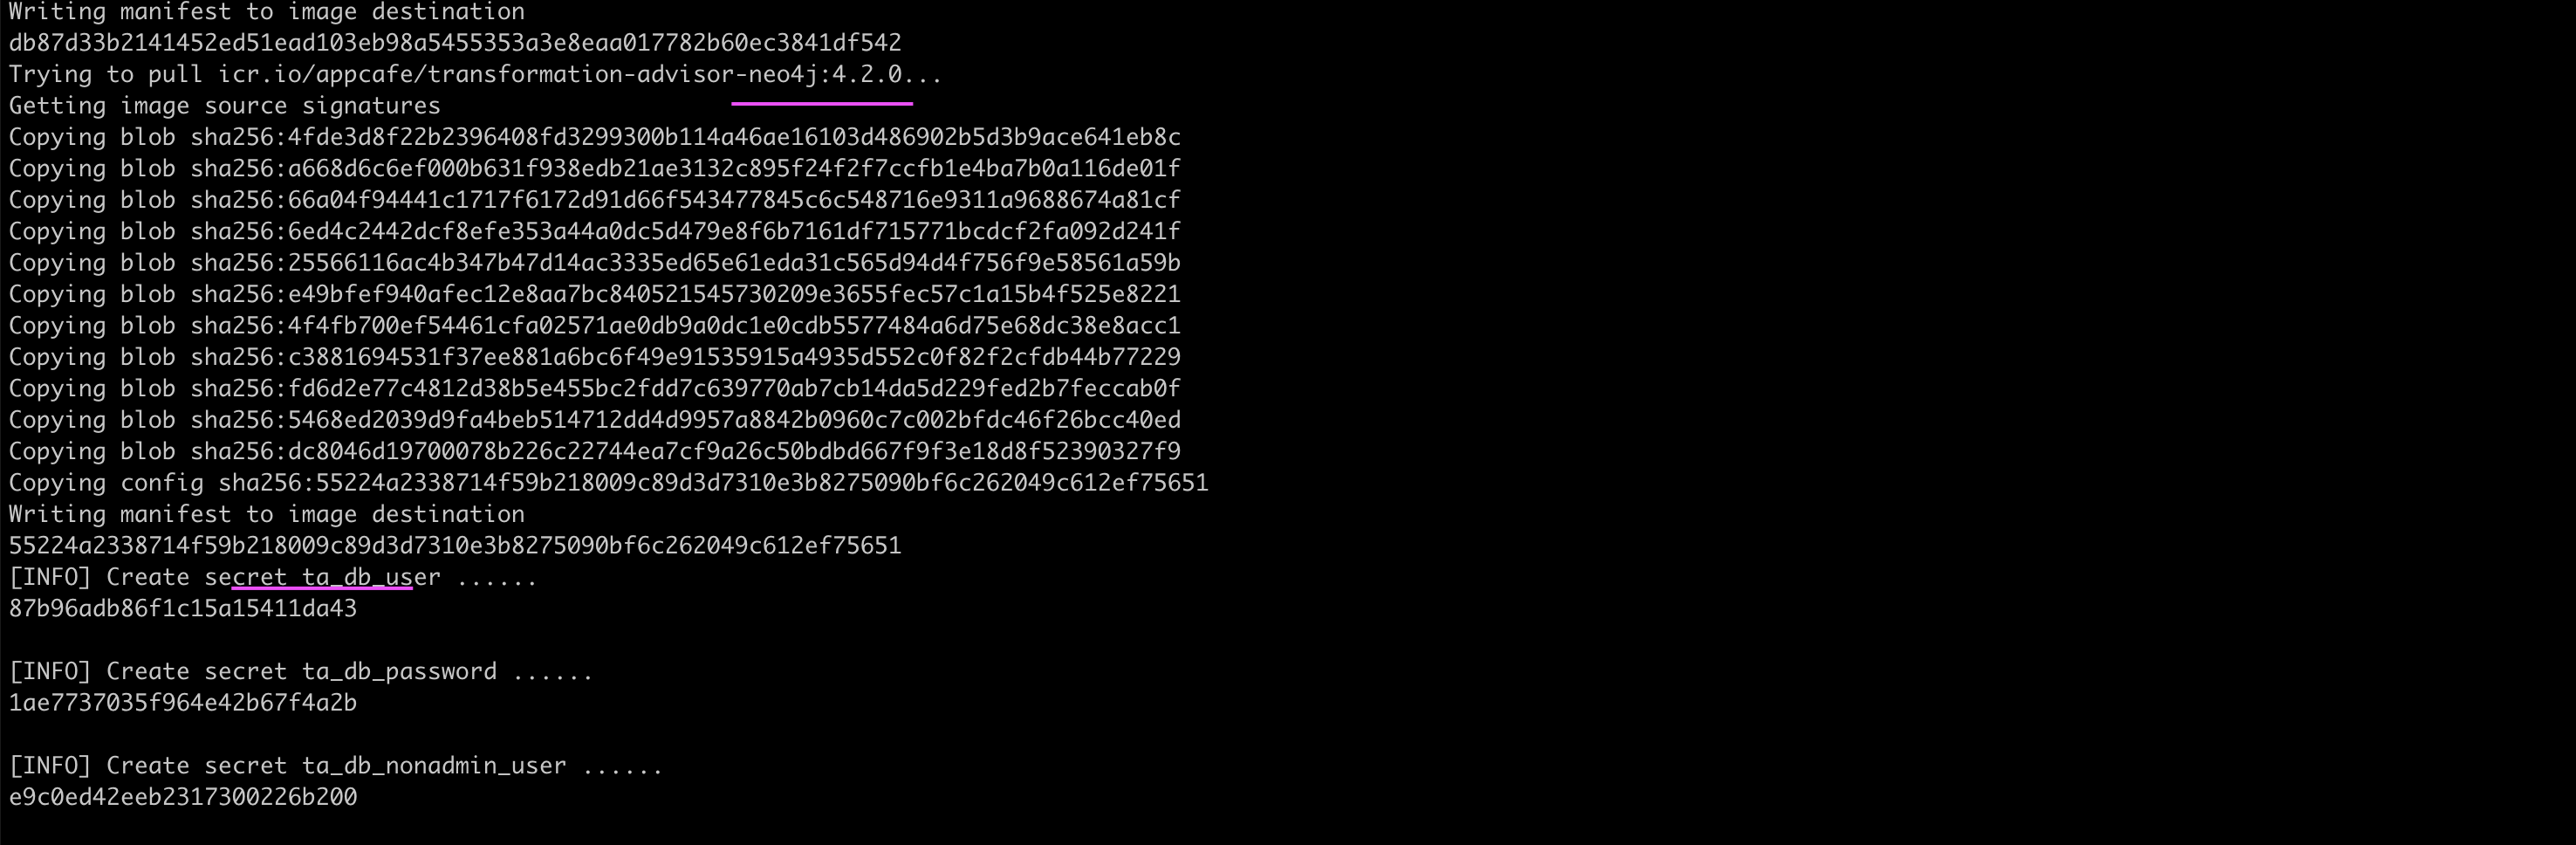 Writing manifest to image destination
db87d33b2141452ed51ead103eb98a5455353a3e8eaa017782b60ec3841df542
Trying to pull icr.io/appcafe/transformation-advisor-neo4j:4.2.0...
Getting image source signatures
Copying blob sha256:4fde3d8f22b2396408fd3299300b114a46ae16103d486902b5d3b9ace641eb8c
Copying blob sha256:a668d6c6ef000b631f938edb21ae3132c895f24f2f7ccfb1e4ba7b0a116de01f
Copying blob sha256:66a04f94441c1717f6172d91d66f543477845c6c548716e9311a9688674a81cf
Copying blob sha256:6ed4c2442dcf8efe353a44a0dc5d479e8f6b7161df715771bcdcf2fa092d241f
Copying blob sha256:25566116ac4b347b47d14ac3335ed65e61eda31c565d94d4f756f9e58561a59b
Copying blob sha256:e49bfef940afec12e8aa7bc840521545730209e3655fec57c1a15b4f525e8221
Copying blob sha256:4f4fb700ef54461cfa02571ae0db9a0dc1e0cdb5577484a6d75e68dc38e8acc1
Copying blob sha256:c3881694531f37ee881a6bc6f49e91535915a4935d552c0f82f2cfdb44b77229
Copying blob sha256:fd6d2e77c4812d38b5e455bc2fdd7c639770ab7cb14da5d229fed2b7feccab0f
Copying blob sha256:5468ed2039d9fa4beb514712dd4d9957a8842b0960c7c002bfdc46f26bcc40ed
Copying blob sha256:dc8046d19700078b226c22744ea7cf9a26c50bdbd667f9f3e18d8f52390327f9
Copying config sha256:55224a2338714f59b218009c89d3d7310e3b8275090bf6c262049c612ef75651
Writing manifest to image destination
55224a2338714f59b218009c89d3d7310e3b8275090bf6c262049c612ef75651
[INFO] Create secret ta_db_user ......
87b96adb86f1c15a15411da43
[INFO] Create secret ta_db_password ......
1ae7737035f964e42b67f4a2b
[INFO] Create secret ta_db_nonadmin_user ......
e9c0ed42eeb2317300226b200